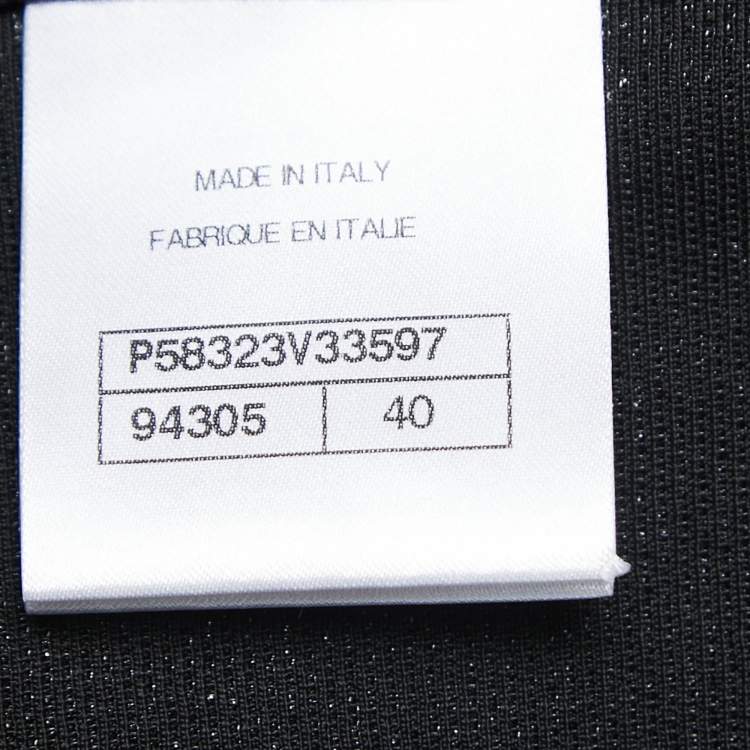 MADE IN ITALY
FABRIQUE EN ITALIE
P58323V33597
94305 40